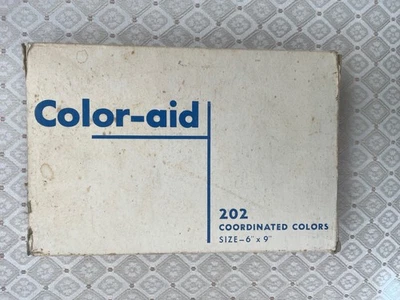 Color-aid
202
COORDINATED COLORS
SIZE–6" x 9"